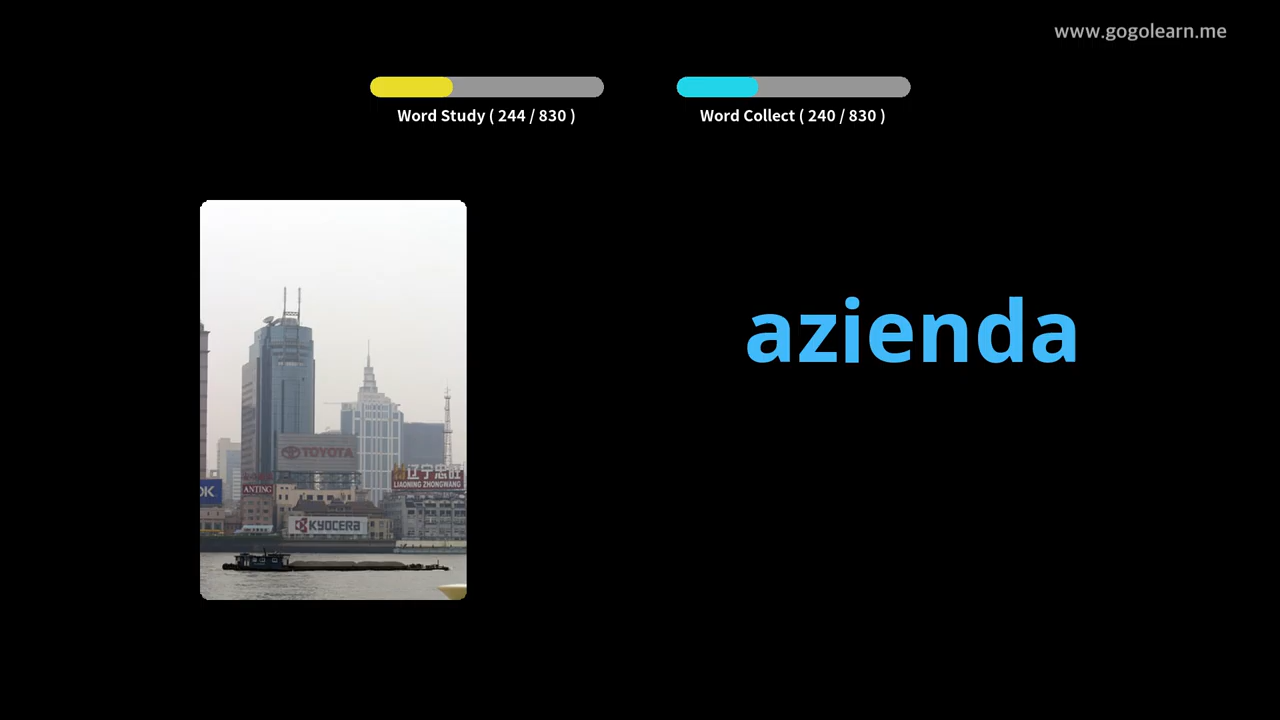 www.gogolearn.me
Word Study ( 244 / 830 )
Word Collect ( 240 / 830 )
azienda
TOYOTA
辽宁忠旺
LIAONING ZHONGWANG
ANTING
KYOCERA